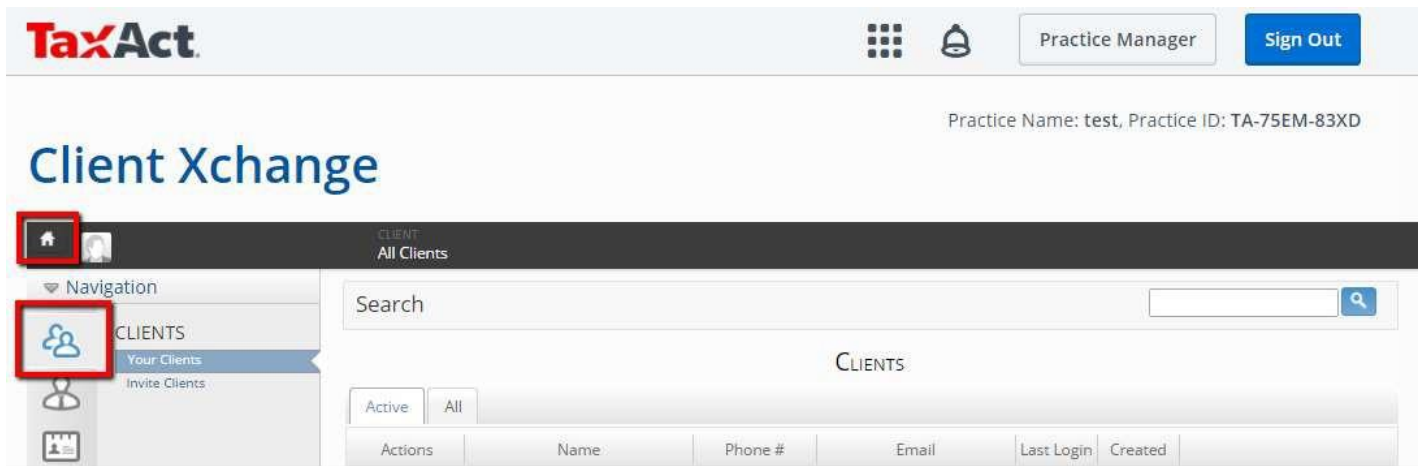 TaxAct.
Practice Manager
Sign Out
Practice Name: test, Practice ID: TA-75EM-83XD
Client Xchange
CLIENT
All Clients
Navigation
Search
CLIENTS
Your Clients
Invite Clients
CLIENTS
Active All
Actions Name Phone # Email Last Login Created